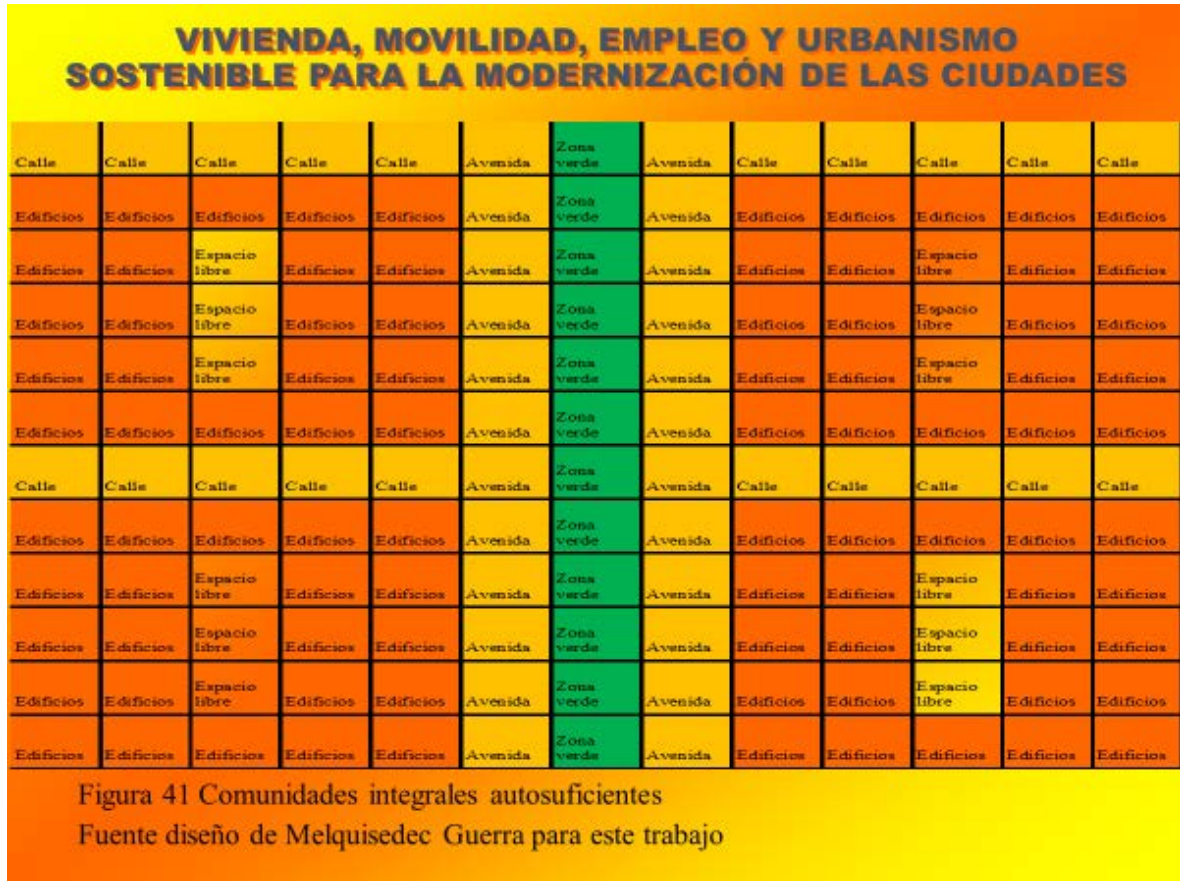 VIVIENDA, MOVILIDAD, EMPLEO Y URBANISMO
SOSTENIBLE PARA LA MODERNIZACIÓN DE LAS CIUDADES
Calle Calle Calle Calle Calle Avenida Zona verde Avenida Calle Calle Calle Calle Calle
Edificios Edificios Edificios Edificios Edificios Avenida Zona verde Avenida Edificios Edificios Edificios Edificios Edificios
Edificios Edificios Espacio libre Edificios Edificios Avenida Zona verde Avenida Edificios Edificios Espacio libre Edificios Edificios
Edificios Edificios Espacio libre Edificios Edificios Avenida Zona verde Avenida Edificios Edificios Espacio libre Edificios Edificios
Edificios Edificios Espacio libre Edificios Edificios Avenida Zona verde Avenida Edificios Edificios Espacio libre Edificios Edificios
Edificios Edificios Edificios Edificios Edificios Avenida Zona verde Avenida Edificios Edificios Edificios Edificios Edificios
Calle Calle Calle Calle Calle Avenida Zona verde Avenida Calle Calle Calle Calle Calle
Edificios Edificios Edificios Edificios Edificios Avenida Zona verde Avenida Edificios Edificios Edificios Edificios Edificios
Edificios Edificios Espacio libre Edificios Edificios Avenida Zona verde Avenida Edificios Edificios Espacio libre Edificios Edificios
Edificios Edificios Espacio libre Edificios Edificios Avenida Zona verde Avenida Edificios Edificios Espacio libre Edificios Edificios
Edificios Edificios Espacio libre Edificios Edificios Avenida Zona verde Avenida Edificios Edificios Espacio libre Edificios Edificios
Edificios Edificios Edificios Edificios Edificios Avenida Zona verde Avenida Edificios Edificios Edificios Edificios Edificios
Figura 41 Comunidades integrales autosuficientes
Fuente diseño de Melquisedec Guerra para este trabajo